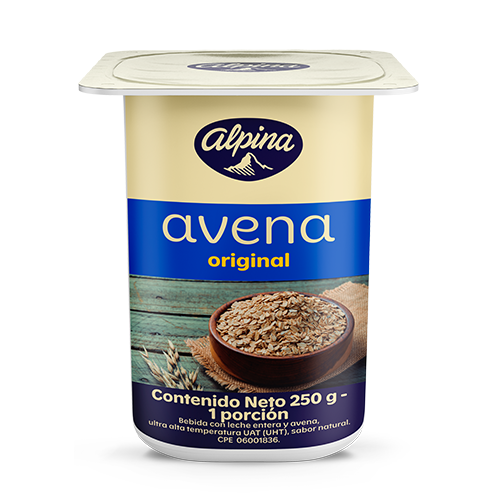 alpina
avena
original
Contenido Neto 250 g -
1 porción
Bebida con leche entera y avena,
ultra alta temperatura UAT (UHT), sabor natural.
CPE 06001836.